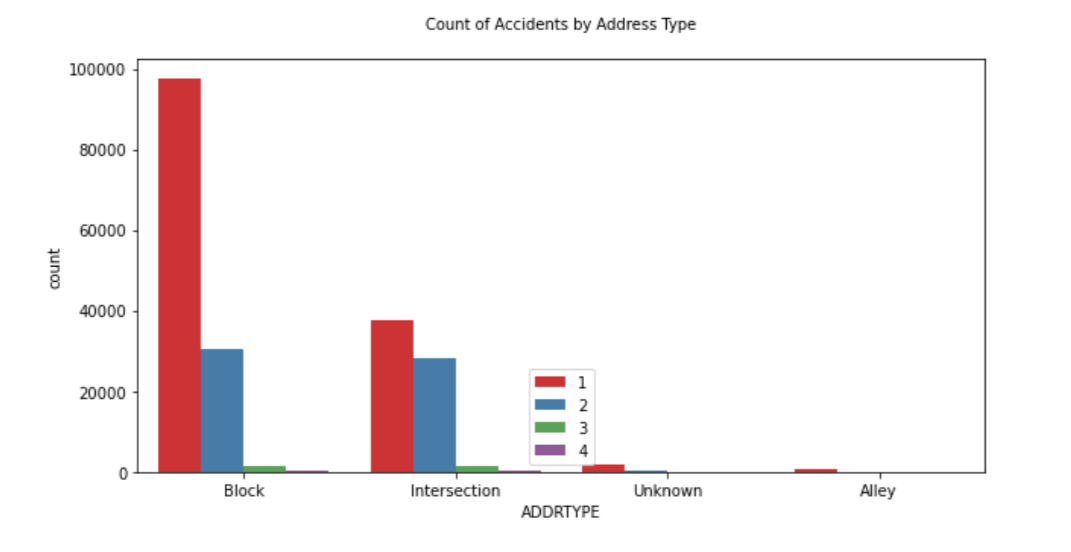 Count of Accidents by Address Type
100000
80000
60000
40000
20000
0
count
1
2
3
4
Block Intersection Unknown Alley
ADDRTYPE